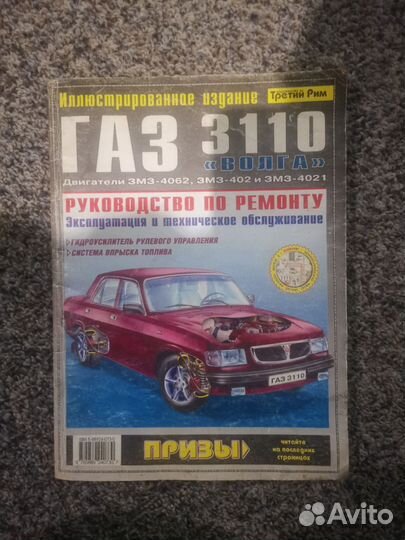 Иллюстрированное издание
Третий Рим
ГАЗ 3110
«ВОЛГА»
Двигатели ЗМЗ-4062, ЗМЗ-402 и ЗМЗ-4021
РУКОВОДСТВО ПО РЕМОНТУ
Эксплуатация и техническое обслуживание
ГИДРОУСИЛИТЕЛЬ РУЛЕВОГО УПРАВЛЕНИЯ
СИСТЕМА ВПРЫСКА ТОПЛИВА
ГАЗ 3110
ПРИЗЫ
читайте
на последних
страницах
Avito